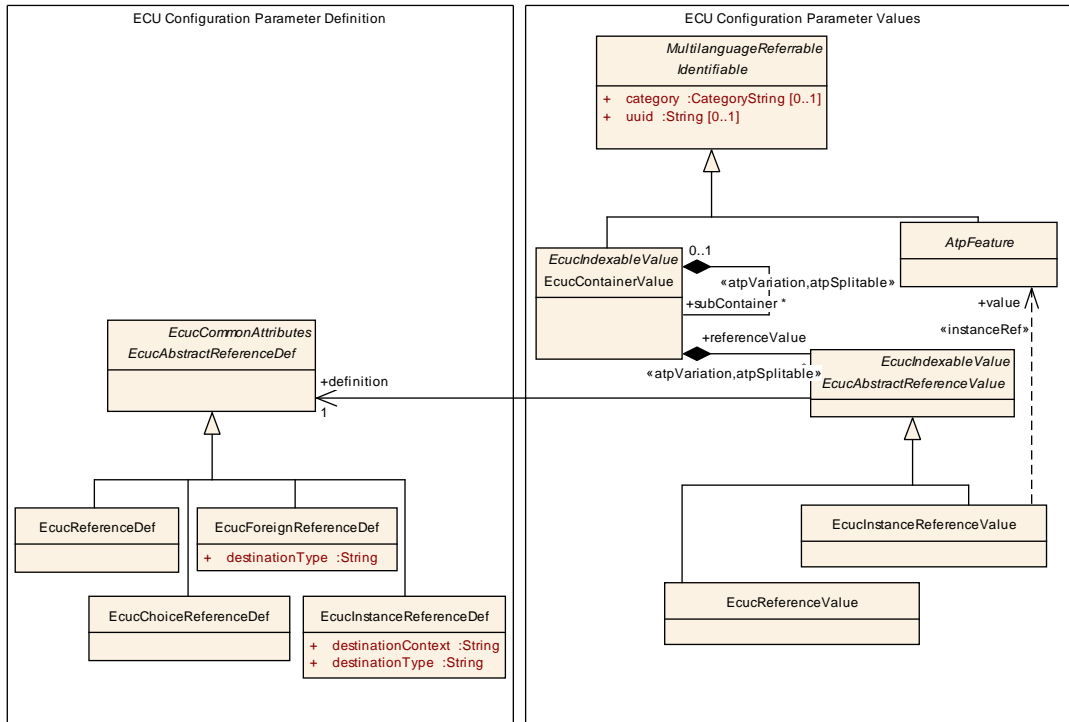 ECU Configuration Parameter Definition
EcucCommonAttributes
EcucAbstractReferenceDef
+definition
1
EcucReferenceDef
EcucForeignReferenceDef
+ destinationType :String
EcucChoiceReferenceDef
EcucInstanceReferenceDef
+ destinationContext :String
+ destinationType :String
ECU Configuration Parameter Values
MultilanguageReferrable
Identifiable
+ category :CategoryString [0..1]
+ uuid :String [0..1]
EcucIndexableValue
EcucContainerValue
0..1
«atpVariation,atpSplitable»
+subContainer *
AtpFeature
+value
«instanceRef»
+referenceValue
«atpVariation,atpSplitable»
EcucIndexableValue
EcucAbstractReferenceValue
EcucInstanceReferenceValue
EcucReferenceValue